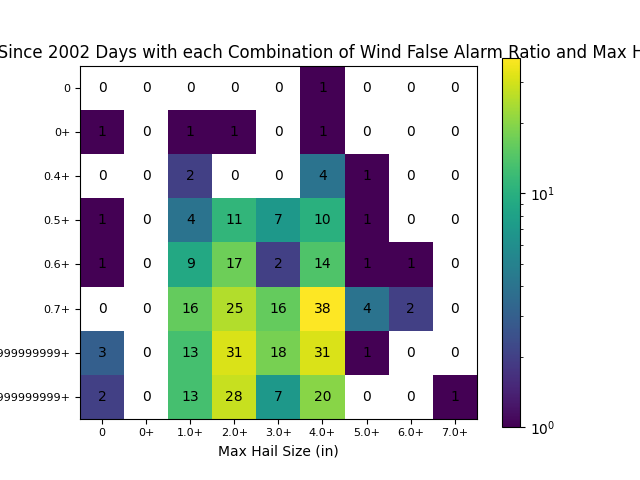 Since 2002 Days with each Combination of Wind False Alarm Ratio and Max H
0 0 0 0 0 0 1 0 0 0
0+ 1 0 1 1 0 1 0 0 0
0.4+ 0 0 2 0 0 4 1 0 0
0.5+ 1 0 4 11 7 10 1 0 0
0.6+ 1 0 9 17 2 14 1 1 0
0.7+ 0 0 16 25 16 38 4 2 0
999999999+ 3 0 13 31 18 31 1 0 0
999999999+ 2 0 13 28 7 20 0 0 1
0 0+ 1.0+ 2.0+ 3.0+ 4.0+ 5.0+ 6.0+ 7.0+
Max Hail Size (in)
10¹
10⁰